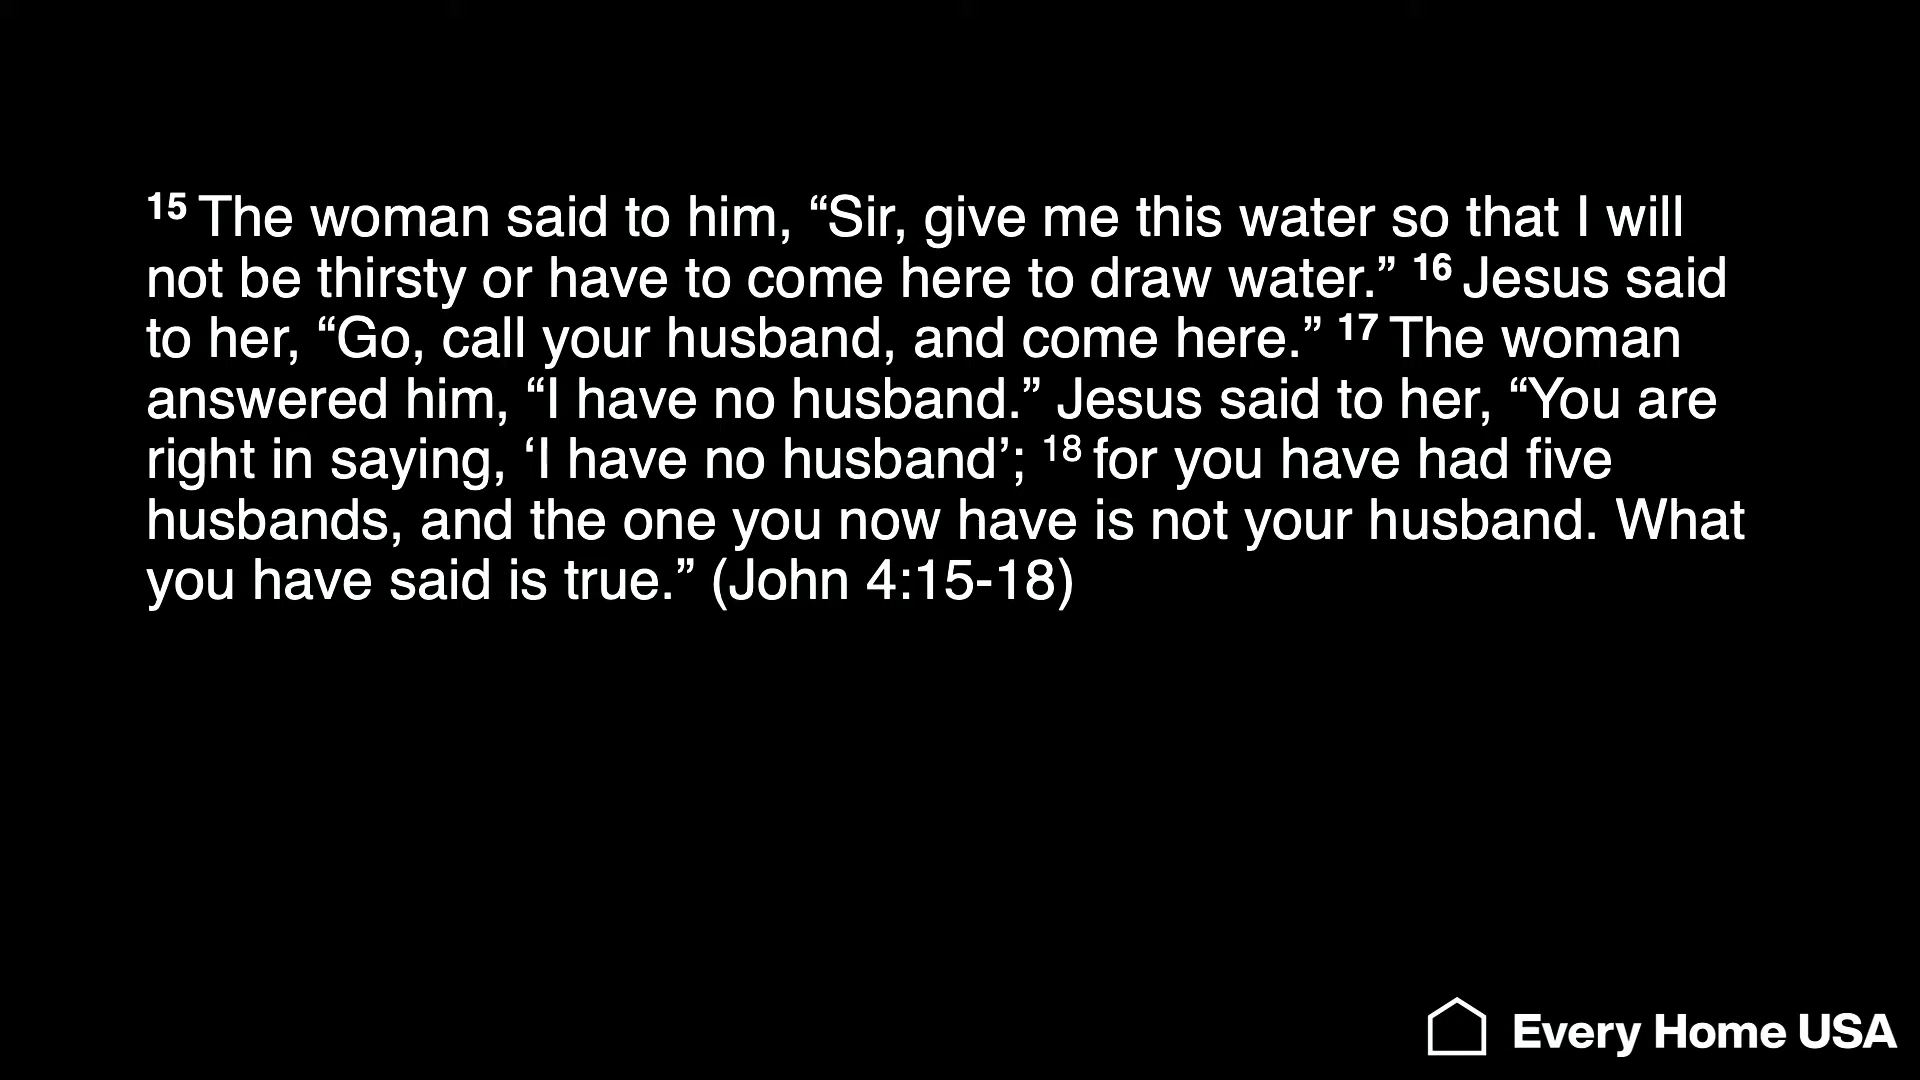 15 The woman said to him, “Sir, give me this water so that I will
not be thirsty or have to come here to draw water.” 16 Jesus said
to her, “Go, call your husband, and come here.” 17 The woman
answered him, “I have no husband.” Jesus said to her, “You are
right in saying, ‘I have no husband’; 18 for you have had five
husbands, and the one you now have is not your husband. What
you have said is true.” (John 4:15-18)
Every Home USA